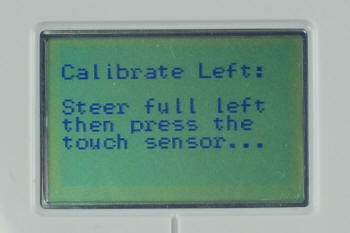 Calibrate Left:
Steer full left
then press the
touch sensor...